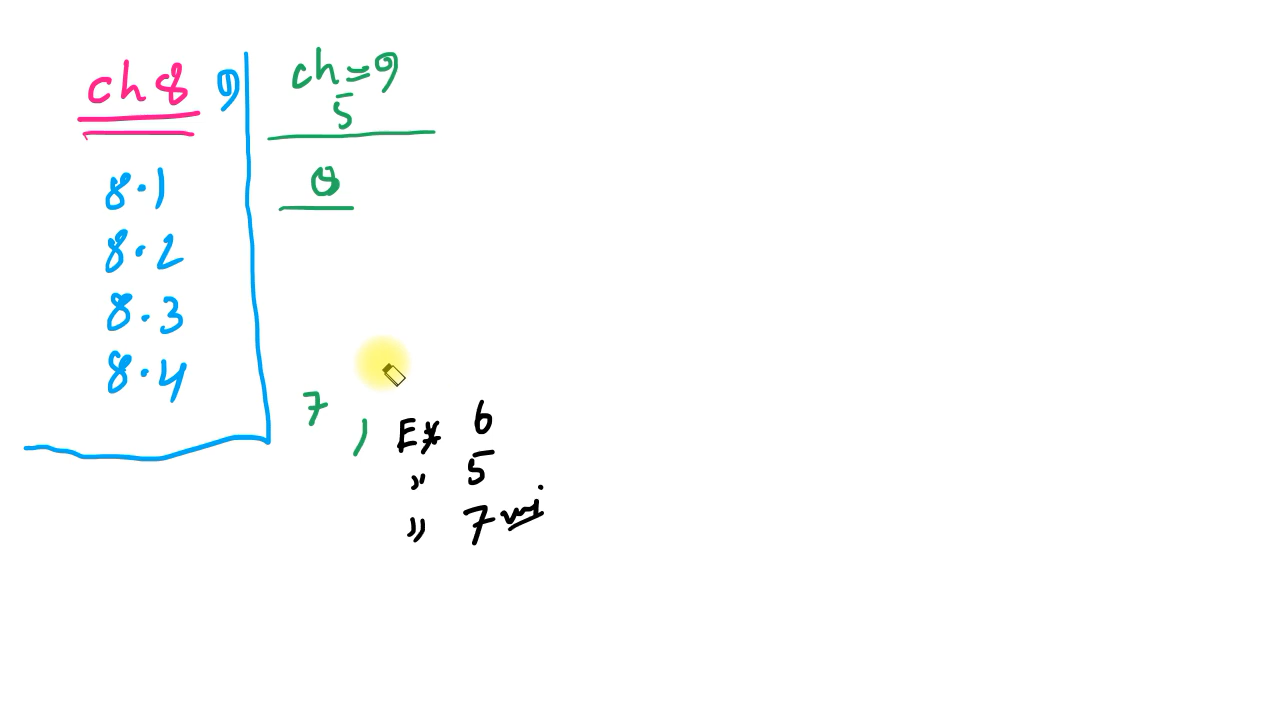 ch 8 9
8.1
8.2
8.3
8.4
ch = 9
5
7 ,
Ex 6
" 5
" 7